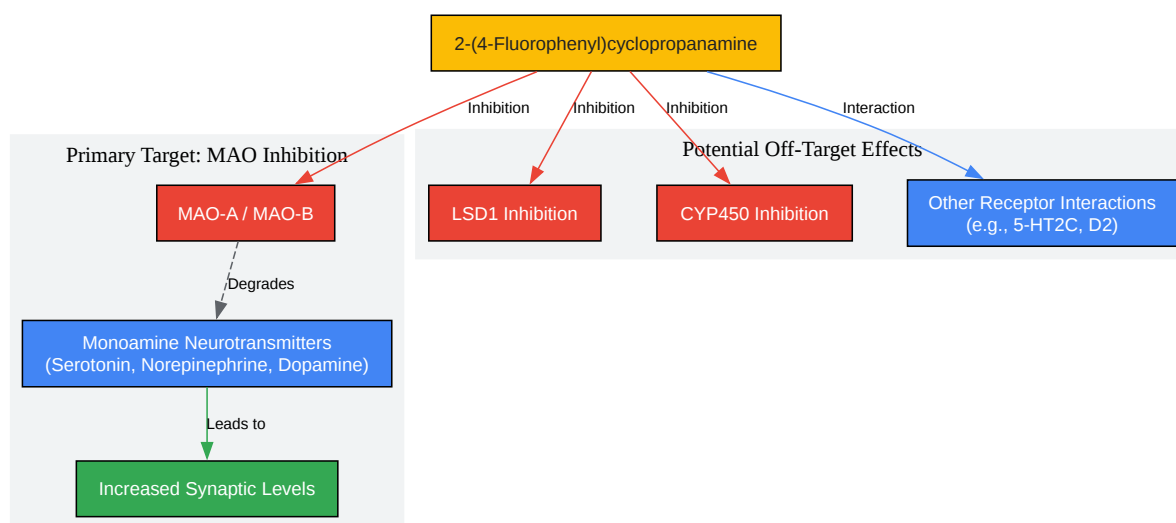 2-(4-Fluorophenyl)cyclopropanamine
Inhibition
Inhibition
Inhibition
Interaction
Primary Target: MAO Inhibition
Potential Off-Target Effects
MAO-A / MAO-B
LSD1 Inhibition
CYP450 Inhibition
Other Receptor Interactions
(e.g., 5-HT2C, D2)
Degrades
Monoamine Neurotransmitters
(Serotonin, Norepinephrine, Dopamine)
Leads to
Increased Synaptic Levels